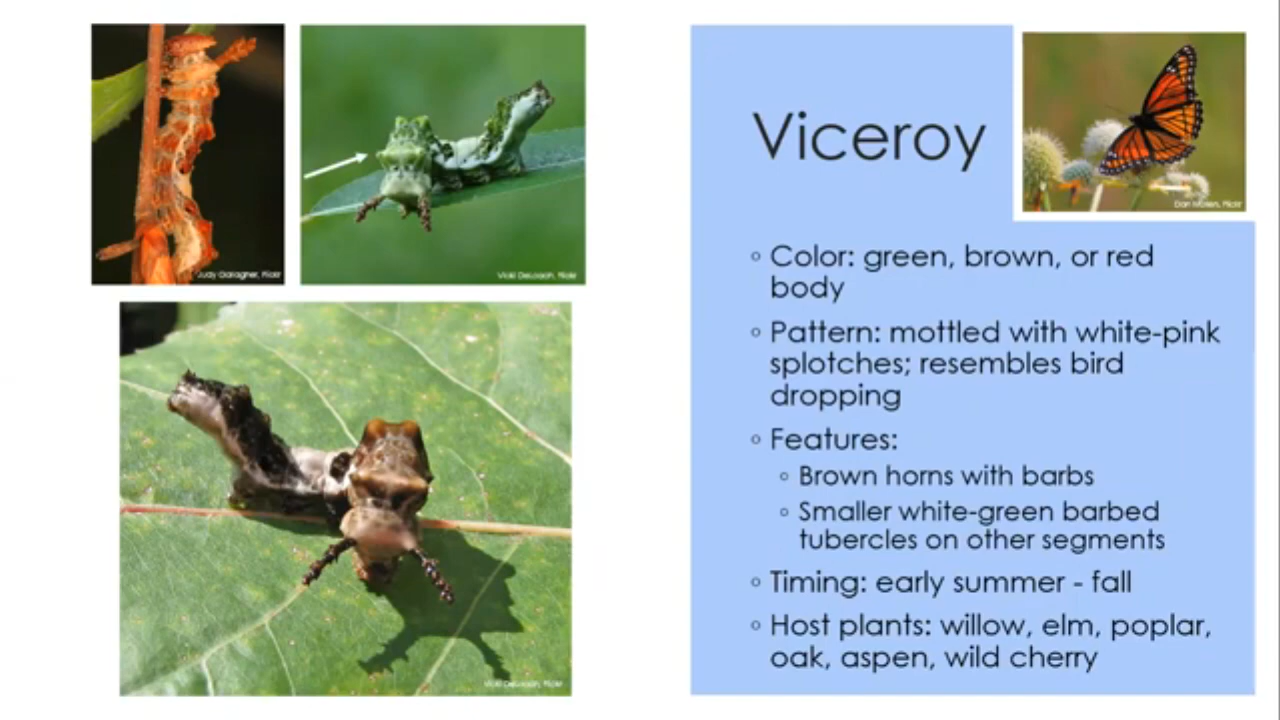 Judy Gallagher, Flickr
Vicki DeLoach, Flickr
Vicki DeLoach, Flickr
Viceroy
Dan Mullen, Flickr
◦ Color: green, brown, or red
body
◦ Pattern: mottled with white-pink
splotches; resembles bird
dropping
◦ Features:
◦ Brown horns with barbs
◦ Smaller white-green barbed
tubercles on other segments
◦ Timing: early summer - fall
◦ Host plants: willow, elm, poplar,
oak, aspen, wild cherry